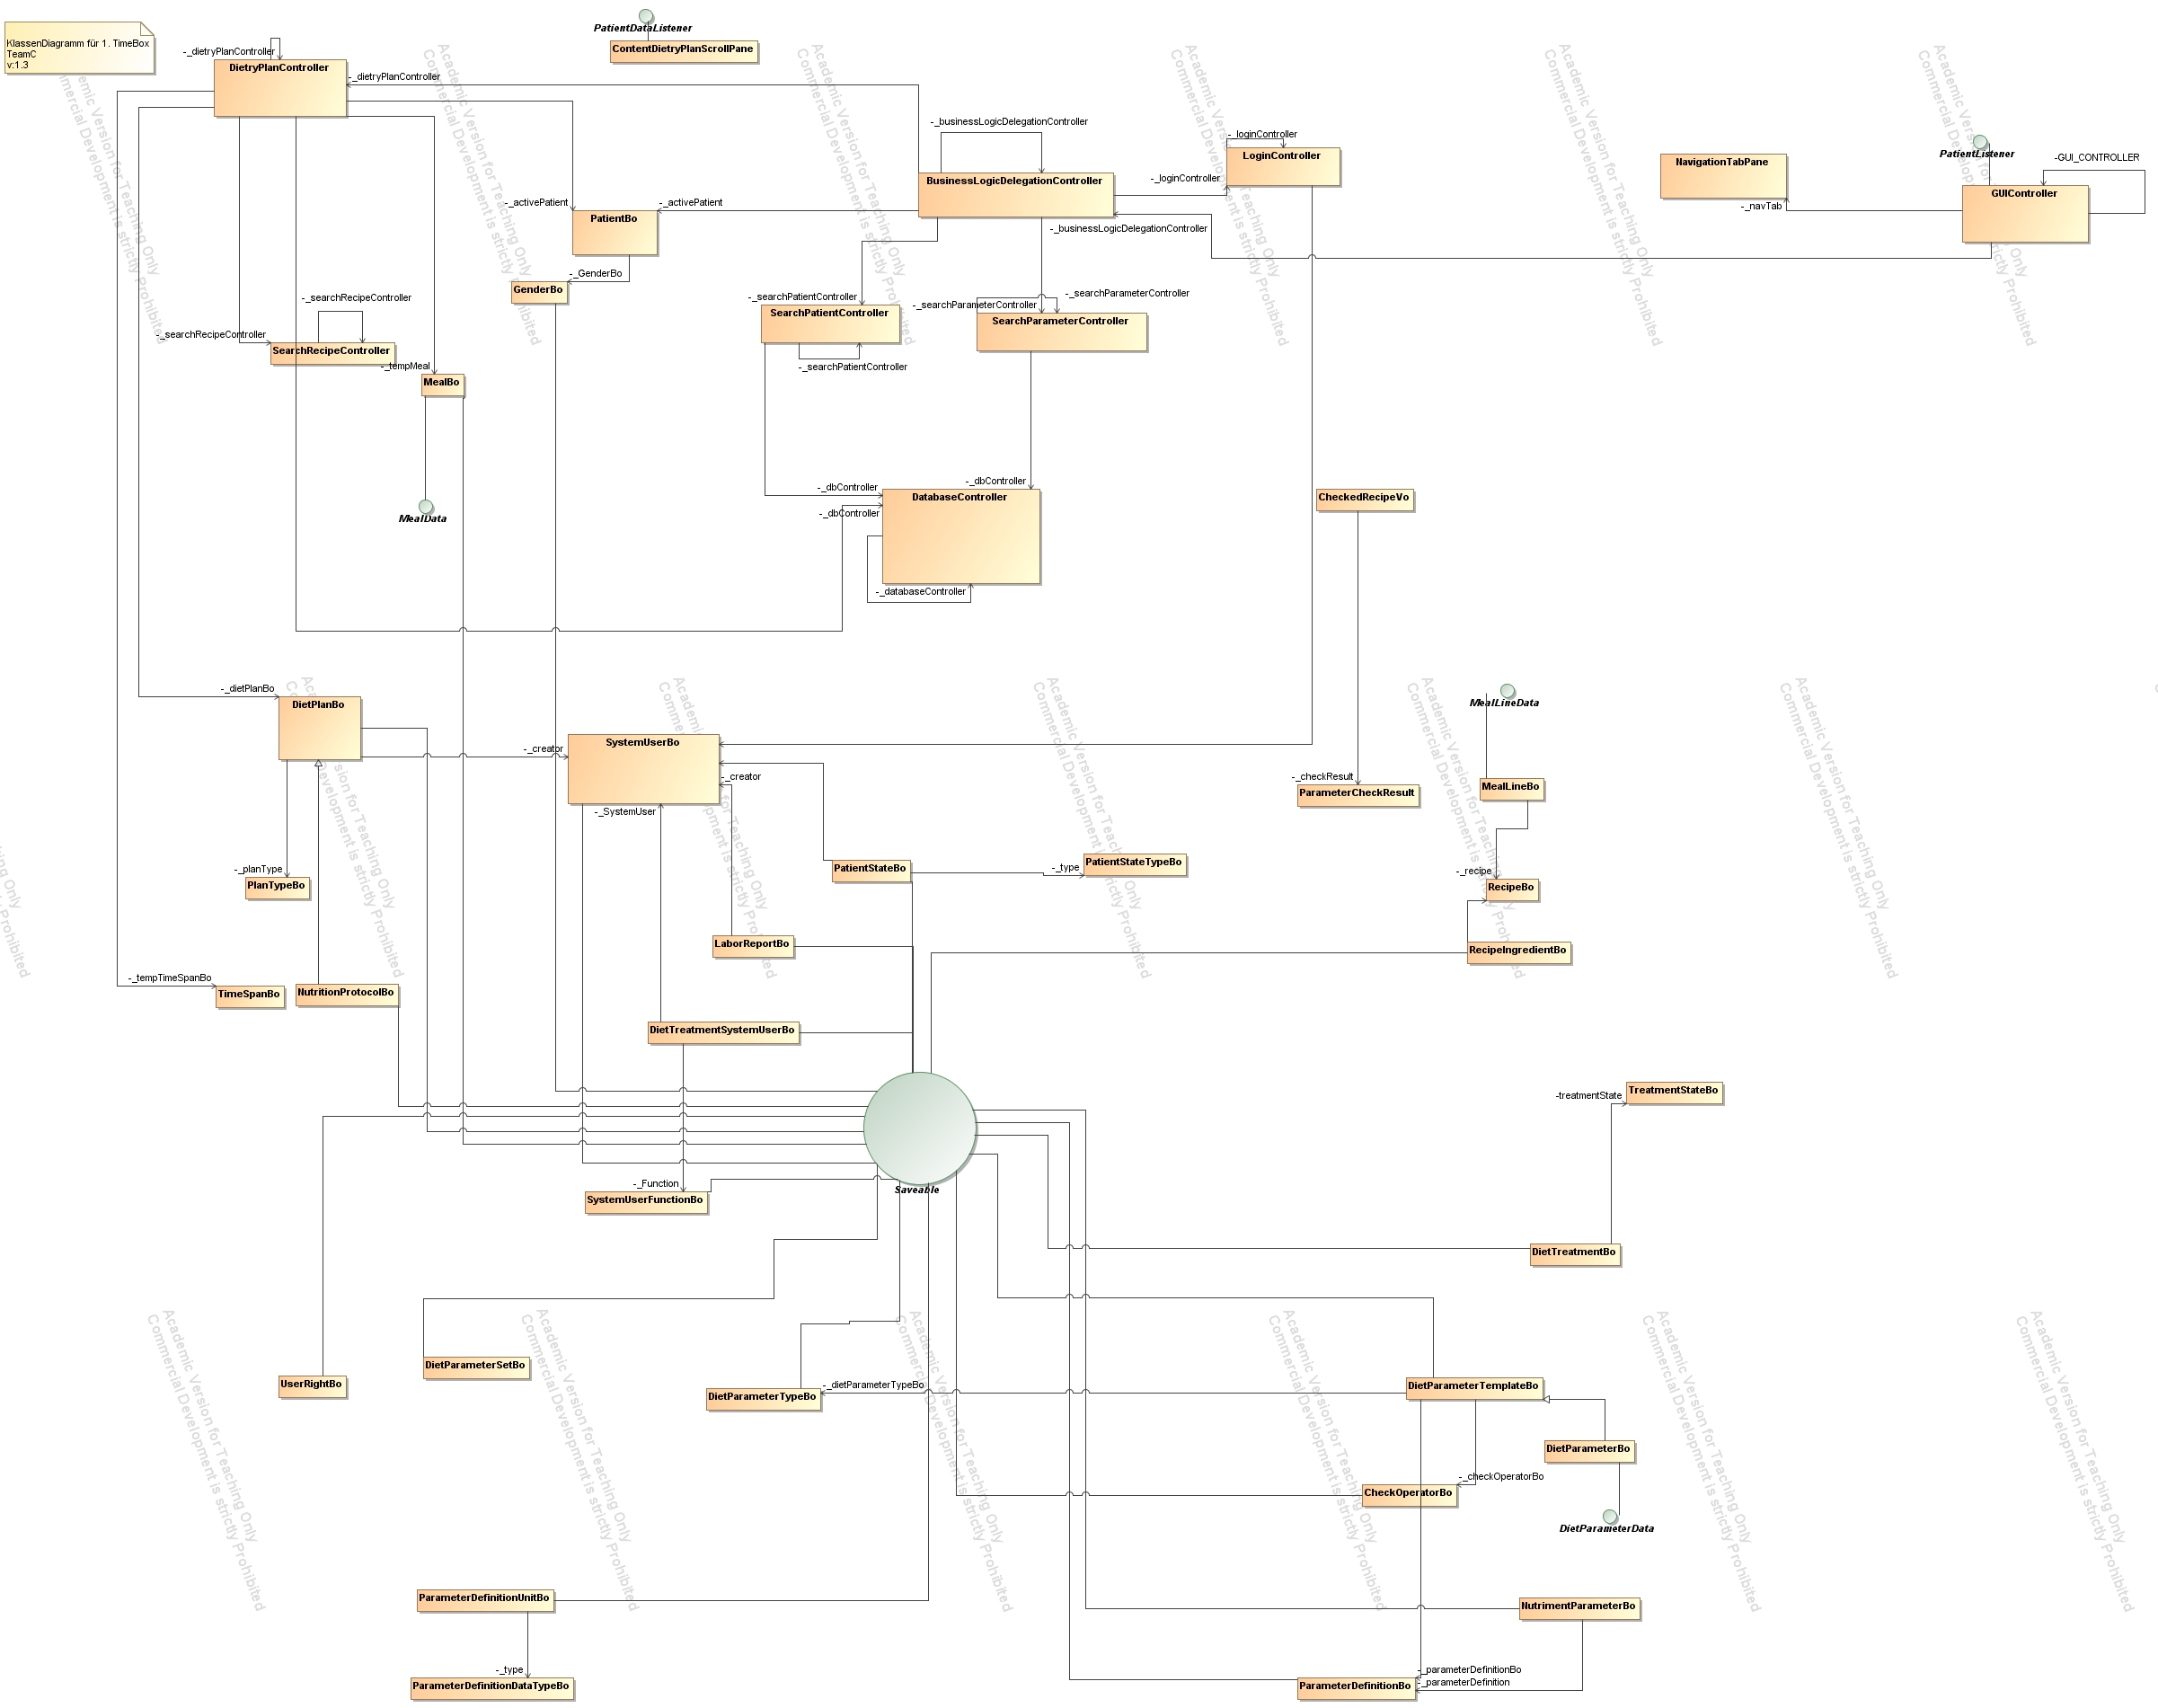 PatientDataListener
KlassenDiagramm für 1. TimeBox
TeamC
v:1.3
ContentDietryPlanScrollPane
-_dietryPlanController
DietryPlanController
-_dietryPlanController
-_businessLogicDelegationController
-_loginController
LoginController
PatientListener
-GUI_CONTROLLER
NavigationTabPane
BusinessLogicDelegationController
-_loginController
GUIController
-_activePatient
-_activePatient
-_navTab
PatientBo
-_businessLogicDelegationController
-_GenderBo
GenderBo
-_searchRecipeController
-_searchPatientController
-_searchParameterController
-_searchParameterController
SearchPatientController
SearchParameterController
-_searchRecipeController
SearchRecipeController
-_tempMeal
-_searchPatientController
MealBo
-_dbController
-_dbController
DatabaseController
CheckedRecipeVo
-_dbController
MealData
-_databaseController
-_dietPlanBo
DietPlanBo
MealLineData
SystemUserBo
-_creator
-_creator
-_checkResult
ParameterCheckResult
MealLineBo
-_SystemUser
-_planType
PlanTypeBo
PatientStateBo
-_type
PatientStateTypeBo
-_recipe
RecipeBo
LaborReportBo
RecipeIngredientBo
-_tempTimeSpanBo
TimeSpanBo
NutritionProtocolBo
DietTreatmentSystemUserBo
-treatmentState
TreatmentStateBo
-_Function
SystemUserFunctionBo
Saveable
DietTreatmentBo
DietParameterSetBo
UserRightBo
DietParameterTypeBo
-_dietParameterTypeBo
DietParameterTemplateBo
DietParameterBo
-_checkOperatorBo
CheckOperatorBo
DietParameterData
ParameterDefinitionUnitBo
NutrimentParameterBo
-_type
ParameterDefinitionDataTypeBo
-_parameterDefinitionBo
-_parameterDefinition
ParameterDefinitionBo
Academic Version for Teaching Only
Commercial Development is strictly Prohibited